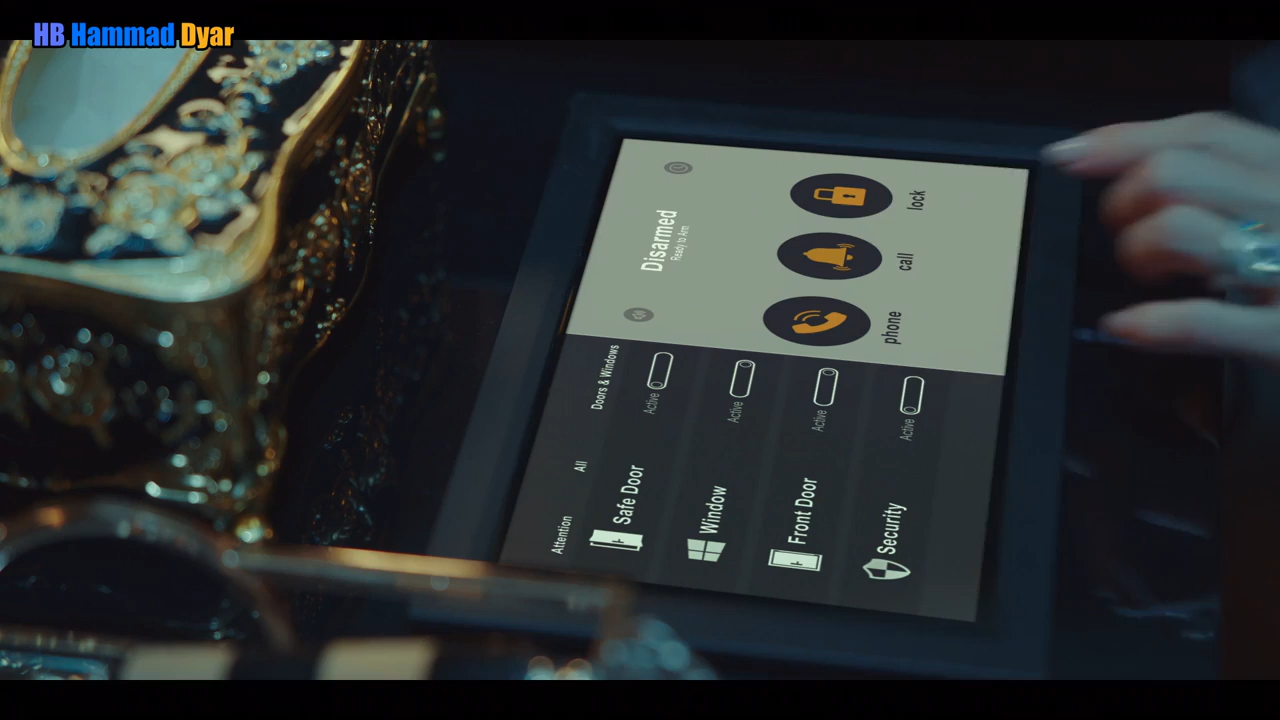 HB Hammad Dyar
Disarmed
Ready to Arm
phone
call
lock
Attention
All
Doors & Windows
Safe Door
Active
Window
Active
Front Door
Active
Security
Active